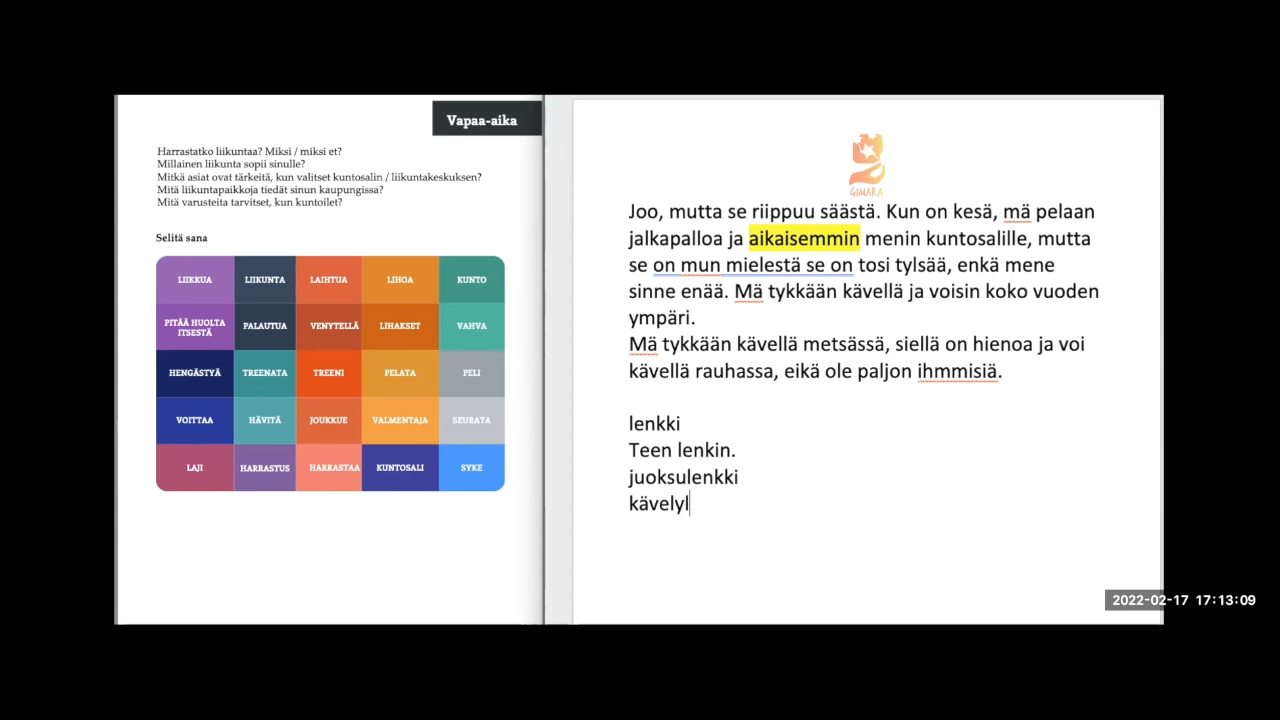 Vapaa-aika
Harrastatko liikuntaa? Miksi / miksi et?
Millainen liikunta sopii sinulle?
Mitkä asiat ovat tärkeitä, kun valitset kuntosalin / liikuntakeskuksen?
Mitä liikuntapaikkoja tiedät sinun kaupungissa?
Mitä varusteita tarvitset, kun kuntoilet?
Selitä sana
LIIKKUA LIIKUNTA LAIHTUA LIHOA KUNTO
PITÄÄ HUOLTA
ITSESTÄ PALAUTUA VENYTELLÄ LIHAKSET VAHVA
HENGÄSTYÄ TREENATA TREENI PELATA PELI
VOITTAA HÄVITÄ JOUKKUE VALMENTAJA SEURATA
LAJI HARRASTUS HARRASTAA KUNTOSALI SYKE
GIMARA
Joo, mutta se riippuu säästä. Kun on kesä, mä pelaan
jalkapalloa ja aikaisemmin menin kuntosalille, mutta
se on mun mielestä se on tosi tylsää, enkä mene
sinne enää. Mä tykkään kävellä ja voisin koko vuoden
ympäri.
Mä tykkään kävellä metsässä, siellä on hienoa ja voi
kävellä rauhassa, eikä ole paljon ihmmisiä.
lenkki
Teen lenkin.
juoksulenkki
kävelyl
2022-02-17 17:13:09